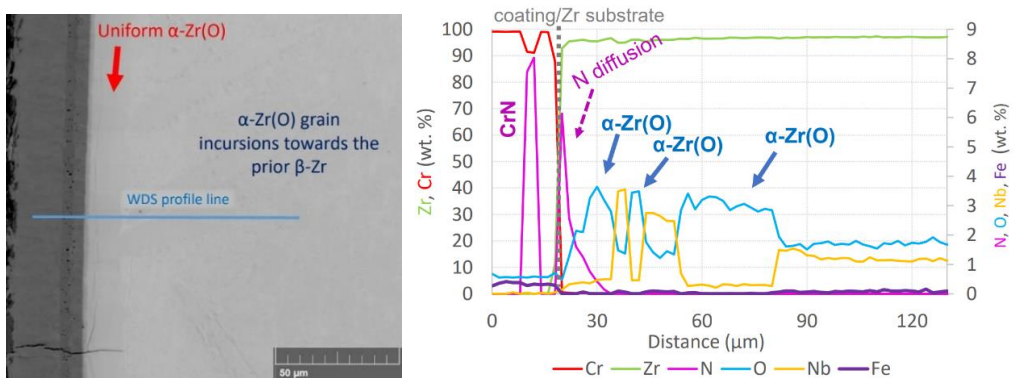 Uniform α-Zr(O)
α-Zr(O) grain
incursions towards the
prior β-Zr
WDS profile line
50 μm
coating/Zr substrate
100
90
80
70
60
50
40
30
20
10
0
Zr, Cr (wt. %)
CrN
N diffusion
α-Zr(O)
α-Zr(O)
α-Zr(O)
9
8
7
6
5
4
3
2
1
0
N, O, Nb, Fe (wt. %)
0 30 60 90 120
Distance (μm)
Cr Zr N O Nb Fe